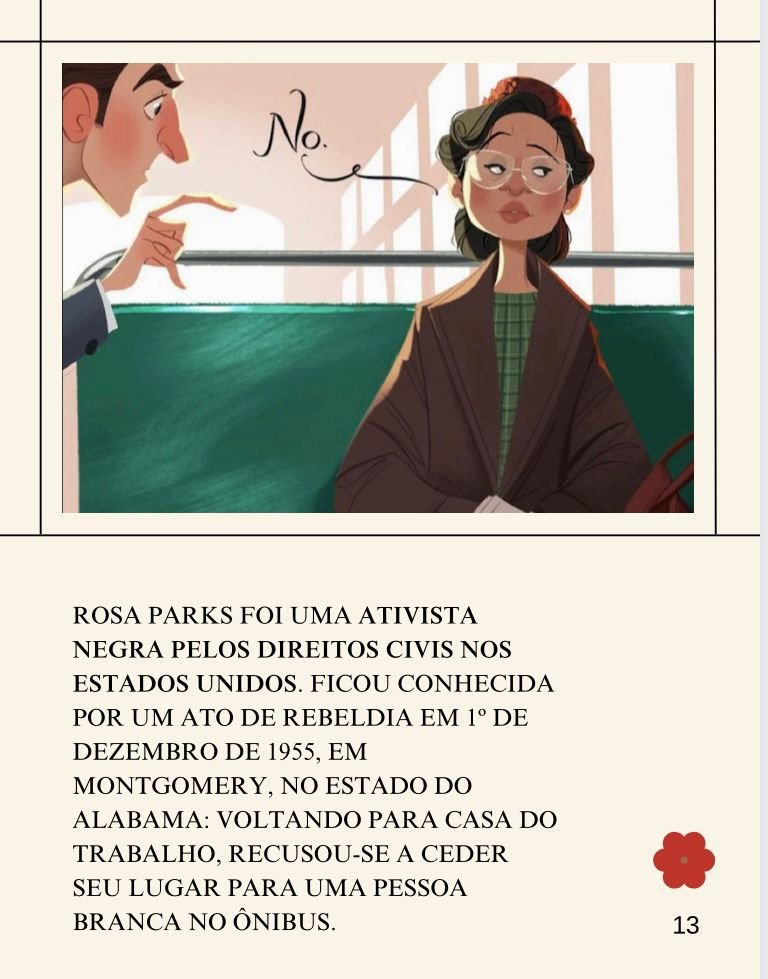 No.
ROSA PARKS FOI UMA ATIVISTA
NEGRA PELOS DIREITOS CIVIS NOS
ESTADOS UNIDOS. FICOU CONHECIDA
POR UM ATO DE REBELDIA EM 1º DE
DEZEMBRO DE 1955, EM
MONTGOMERY, NO ESTADO DO
ALABAMA: VOLTANDO PARA CASA DO
TRABALHO, RECUSOU-SE A CEDER
SEU LUGAR PARA UMA PESSOA
BRANCA NO ÔNIBUS.
13